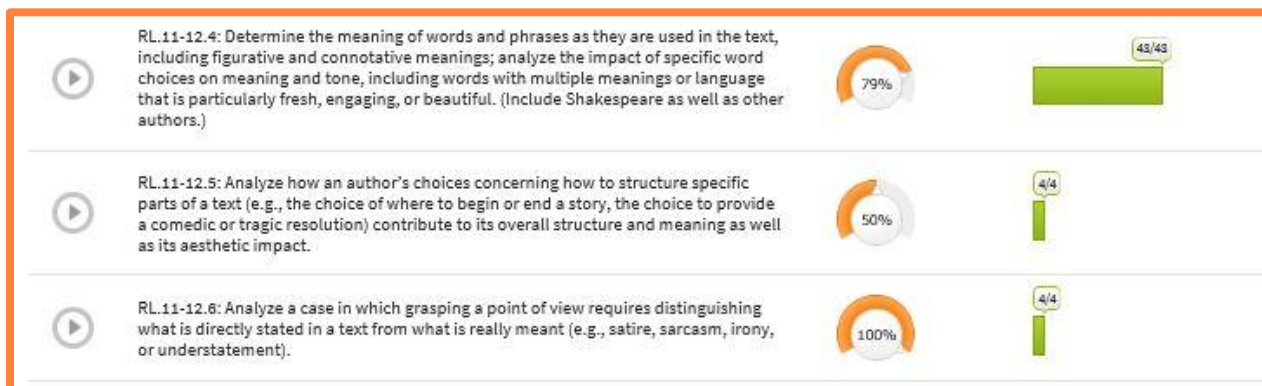 RL.11-12.4: Determine the meaning of words and phrases as they are used in the text,
including figurative and connotative meanings; analyze the impact of specific word
choices on meaning and tone, including words with multiple meanings or language
that is particularly fresh, engaging, or beautiful. (Include Shakespeare as well as other
authors.)
79%
43/43
RL.11-12.5: Analyze how an author's choices concerning how to structure specific
parts of a text (e.g., the choice of where to begin or end a story, the choice to provide
a comedic or tragic resolution) contribute to its overall structure and meaning as well
as its aesthetic impact.
50%
4/4
RL.11-12.6: Analyze a case in which grasping a point of view requires distinguishing
what is directly stated in a text from what is really meant (e.g., satire, sarcasm, irony,
or understatement).
100%
4/4